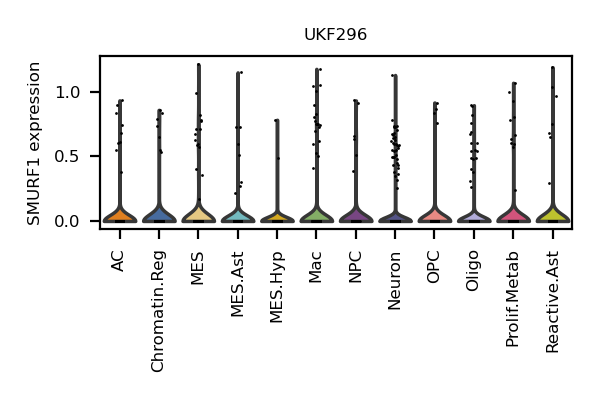 UKF296
SMURF1 expression
1.0
0.5
0.0
AC
Chromatin.Reg
MES
MES.Ast
MES.Hyp
Mac
NPC
Neuron
OPC
Oligo
Prolif.Metab
Reactive.Ast